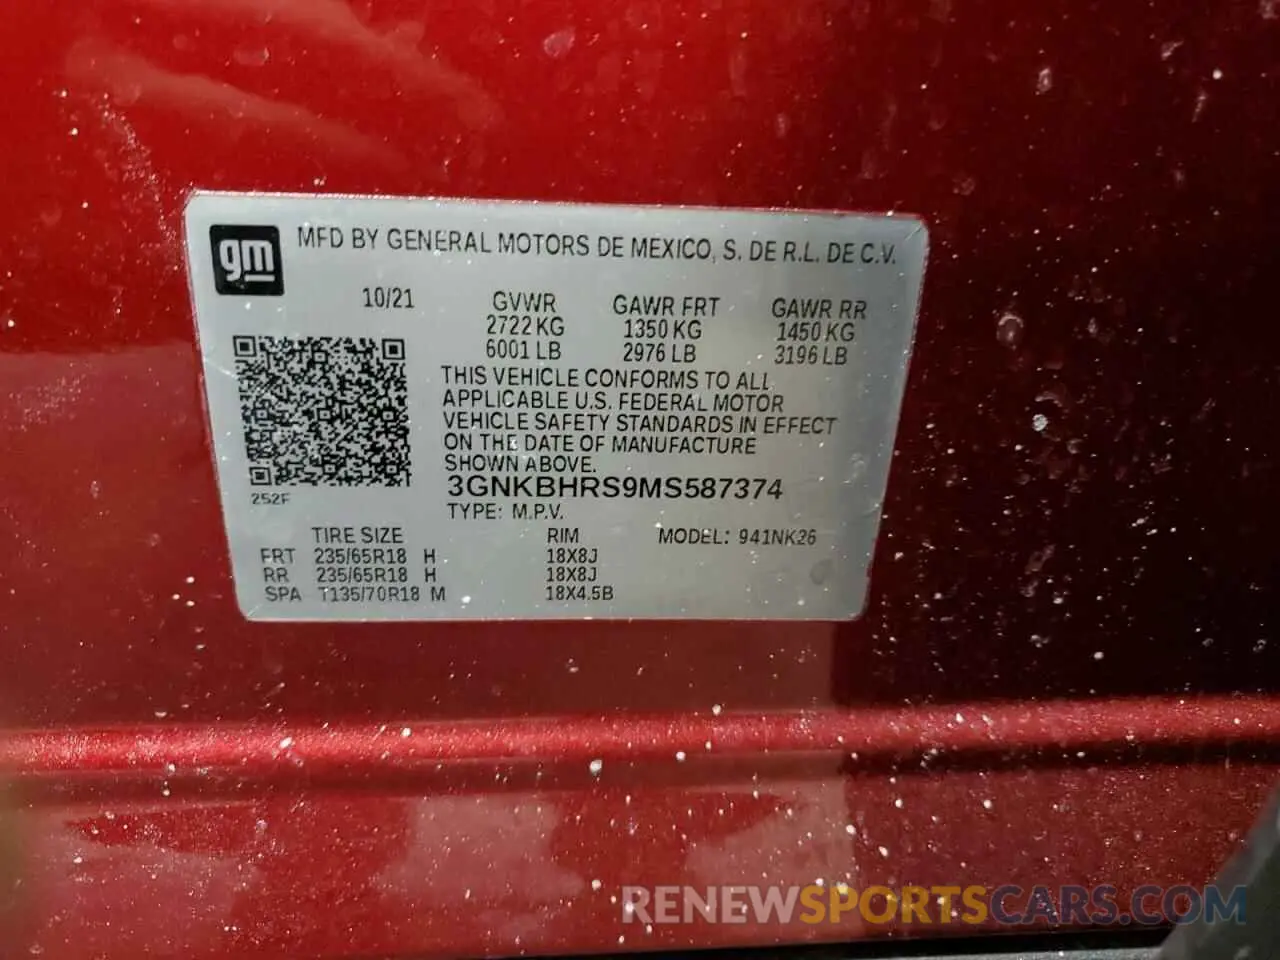 gm MFD BY GENERAL MOTORS DE MEXICO, S. DE R.L. DE C.V.
10/21 GVWR GAWR FRT GAWR RR
2722 KG 1350 KG 1450 KG
6001 LB 2976 LB 3196 LB
THIS VEHICLE CONFORMS TO ALL
APPLICABLE U.S. FEDERAL MOTOR
VEHICLE SAFETY STANDARDS IN EFFECT
ON THE DATE OF MANUFACTURE
SHOWN ABOVE.
252F
3GNKBHRS9MS587374
TYPE: M.P.V.
TIRE SIZE RIM MODEL: 941NK26
FRT 235/65R18 H 18X8J
RR 235/65R18 H 18X8J
SPA T135/70R18 M 18X4.5B
RENEWSPORTSCARS.COM